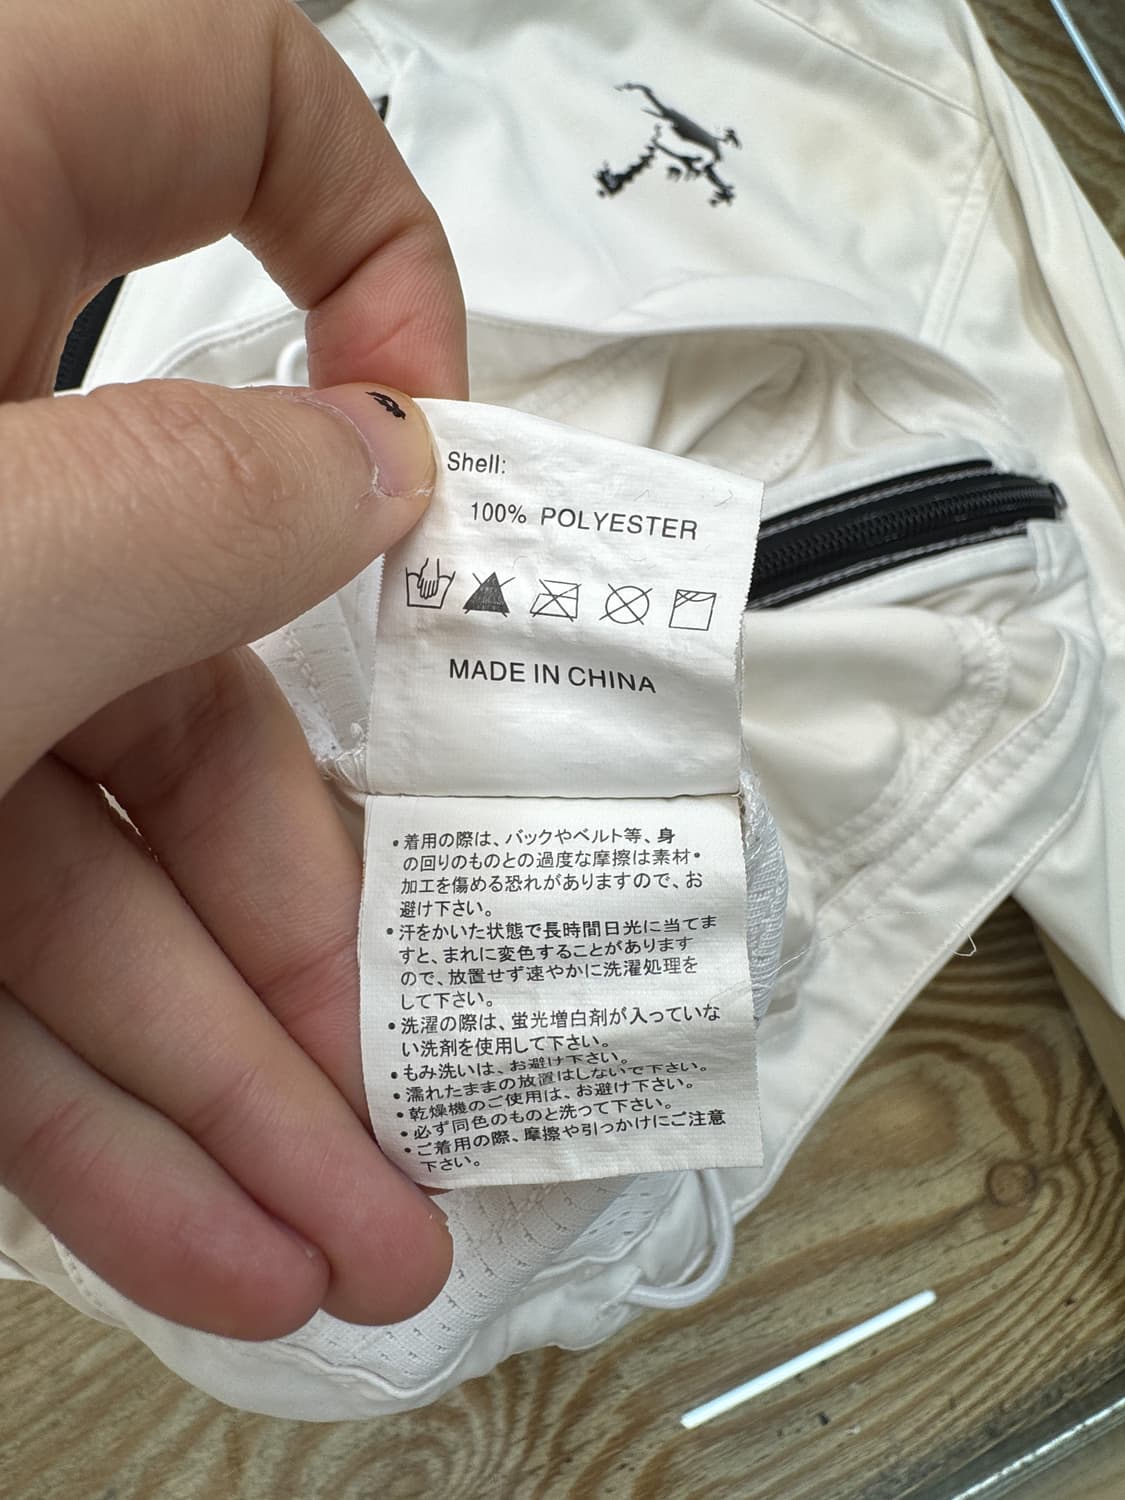 Shell:
100% POLYESTER
MADE IN CHINA
•着用の際は、バックやベルト等、身
の回りのものとの過度な摩擦は素材•
加工を傷める恐れがありますので、お
避け下さい。
•汗をかいた状態で長時間日光に当てま
すと、まれに変色することがあります
ので、放置せず速やかに洗濯処理を
して下さい。
•洗濯の際は、蛍光増白剤が入っていな
い洗剤を使用して下さい。
•もみ洗いは、お避け下さい。
•濡れたままの放置はしないで下さい。
•乾燥機のご使用は、お避け下さい。
•必ず同色のものと洗って下さい。
•ご着用の際、摩擦や引っかけにご注意
下さい。